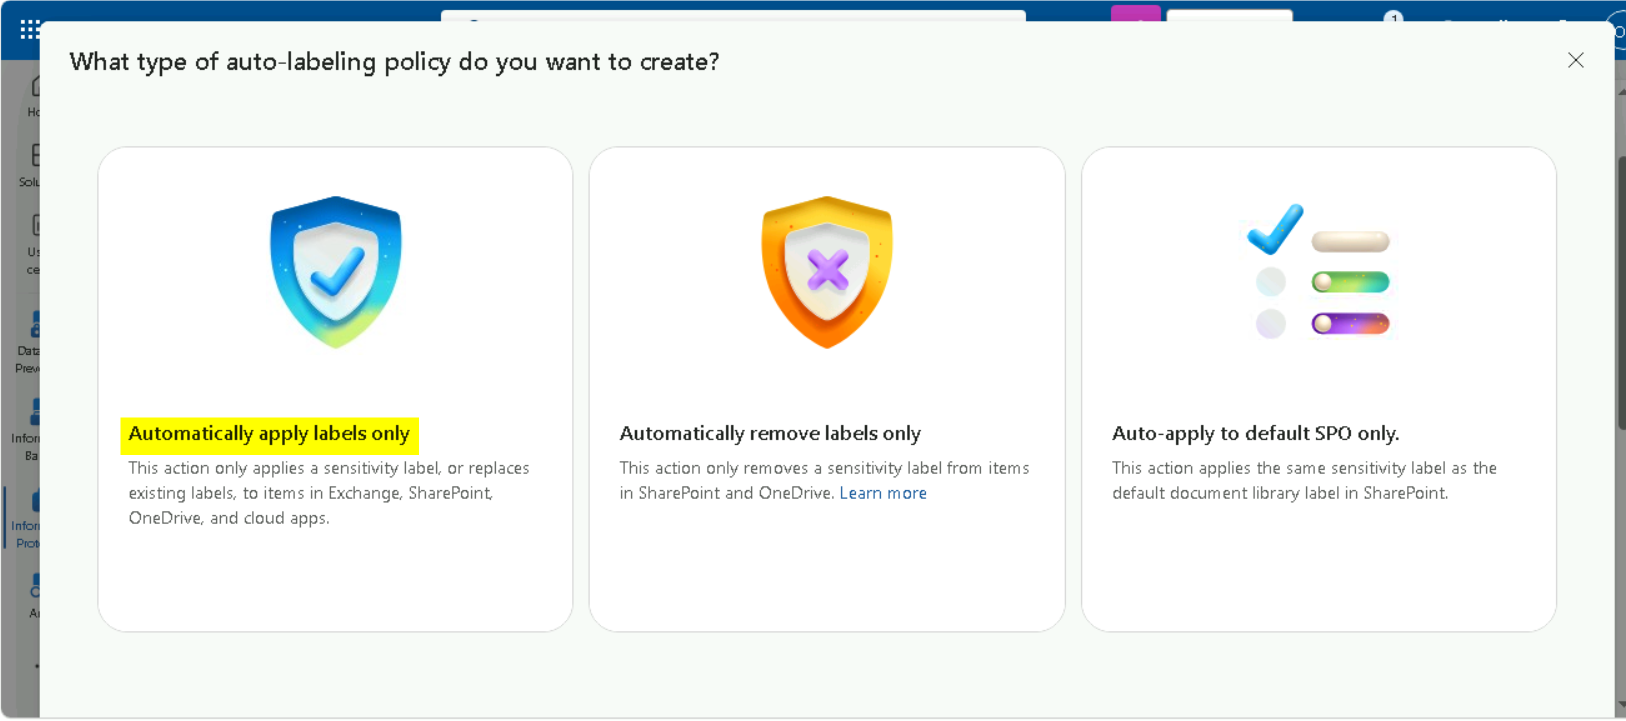 1
What type of auto-labeling policy do you want to create?
Automatically apply labels only
This action only applies a sensitivity label, or replaces
existing labels, to items in Exchange, SharePoint,
OneDrive, and cloud apps.
Automatically remove labels only
This action only removes a sensitivity label from items
in SharePoint and OneDrive. Learn more
Auto-apply to default SPO only.
This action applies the same sensitivity label as the
default document library label in SharePoint.
Data